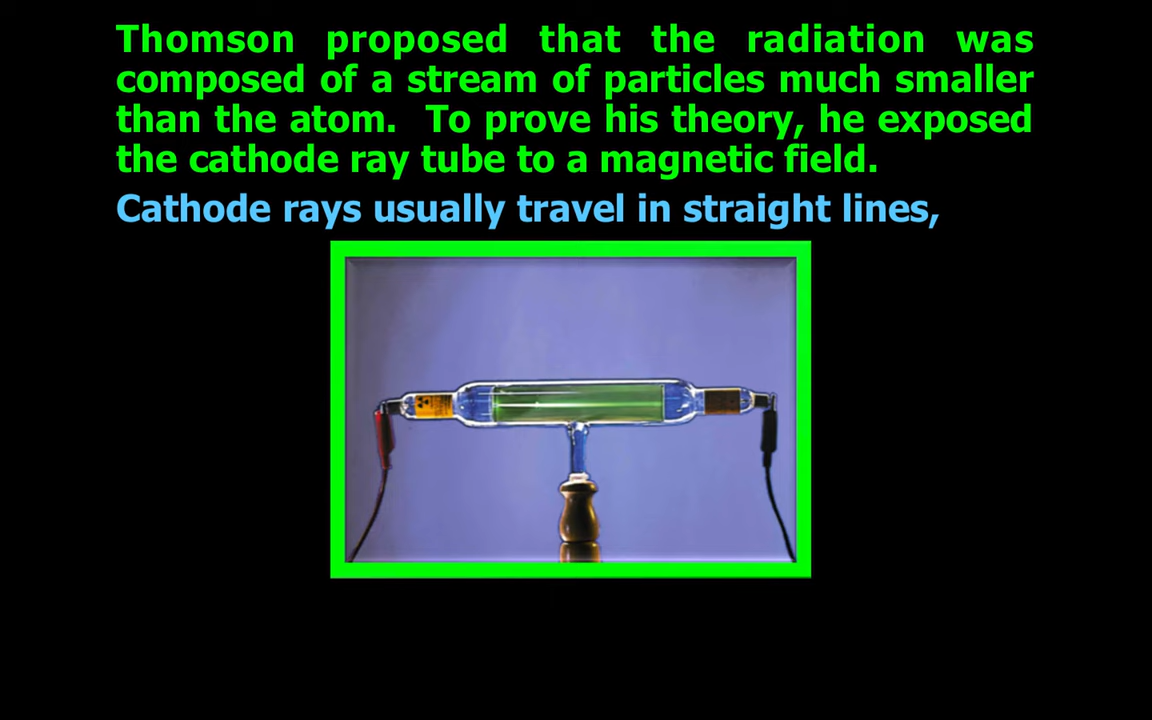 Thomson proposed that the radiation was
composed of a stream of particles much smaller
than the atom. To prove his theory, he exposed
the cathode ray tube to a magnetic field.
Cathode rays usually travel in straight lines,